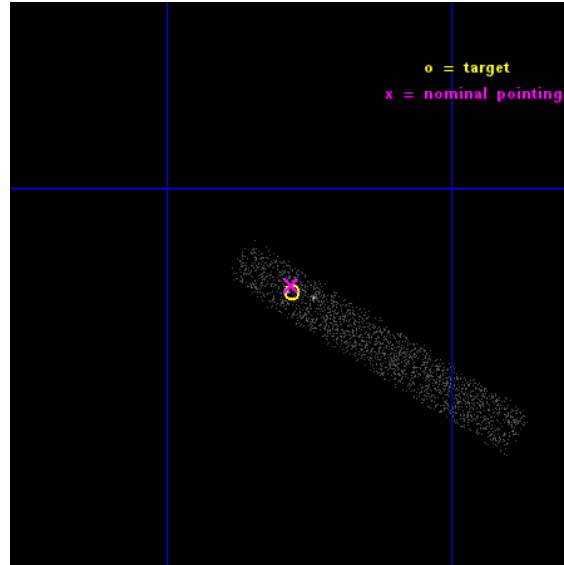 o = target
x = nominal pointing